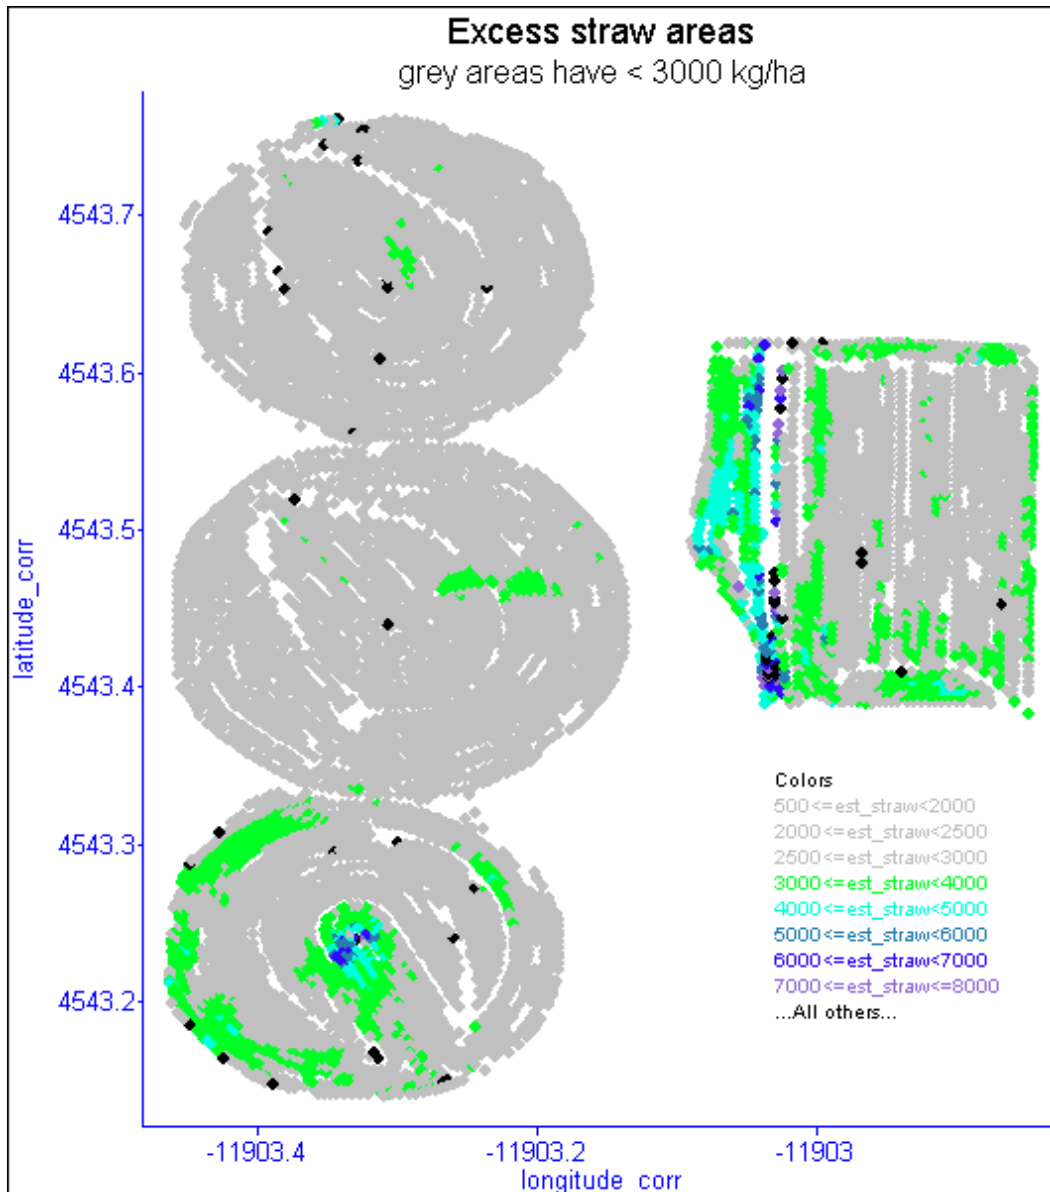 Excess straw areas
grey areas have < 3000 kg/ha
4543.7
4543.6
4543.5
4543.4
4543.3
4543.2
latitude_corr
Colors
500<=est_straw<2000
2000<=est_straw<2500
2500<=est_straw<3000
3000<=est_straw<4000
4000<=est_straw<5000
5000<=est_straw<6000
6000<=est_straw<7000
7000<=est_straw<=8000
...All others...
-11903.4
-11903.2
-11903
longitude_corr